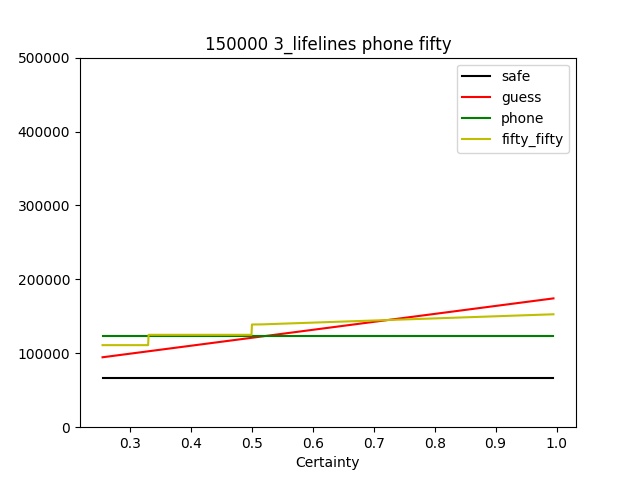 150000 3_lifelines phone fifty
500000
400000
300000
200000
100000
0
safe
guess
phone
fifty_fifty
0.3 0.4 0.5 0.6 0.7 0.8 0.9 1.0
Certainty